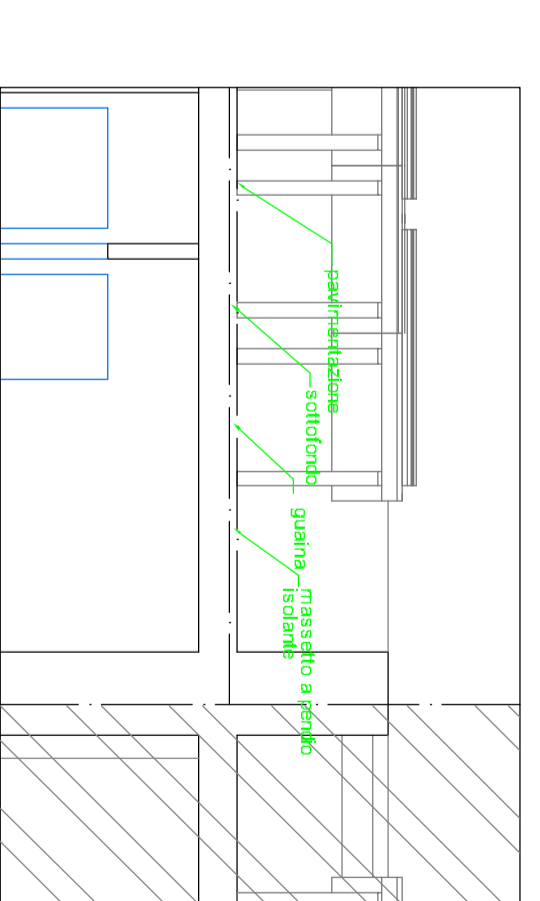 pavimentazione
sottofondo
guaina
massetto a pendio
isolante